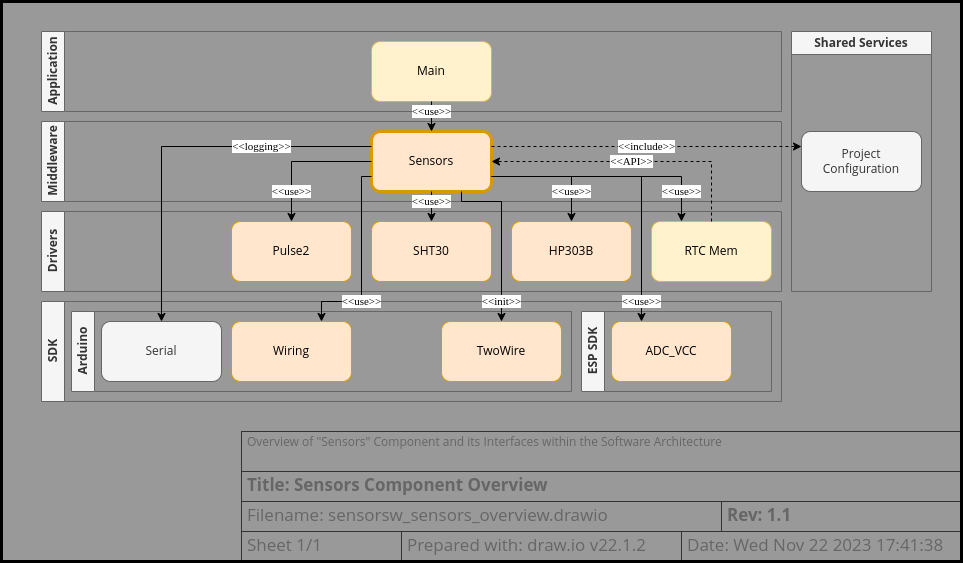 Application
Main
Shared Services
<<use>>
Middleware
<<logging>>
Sensors
<<include>>
<<API>>
Project
Configuration
<<use>>
<<use>>
<<use>>
<<use>>
Drivers
Pulse2
SHT30
HP303B
RTC Mem
<<use>>
<<init>>
<<use>>
SDK
Arduino
Serial
Wiring
TwoWire
ESP SDK
ADC_VCC
Overview of "Sensors" Component and its Interfaces within the Software Architecture
Title: Sensors Component Overview
Filename: sensorsw_sensors_overview.drawio
Rev: 1.1
Sheet 1/1
Prepared with: draw.io v22.1.2
Date: Wed Nov 22 2023 17:41:38